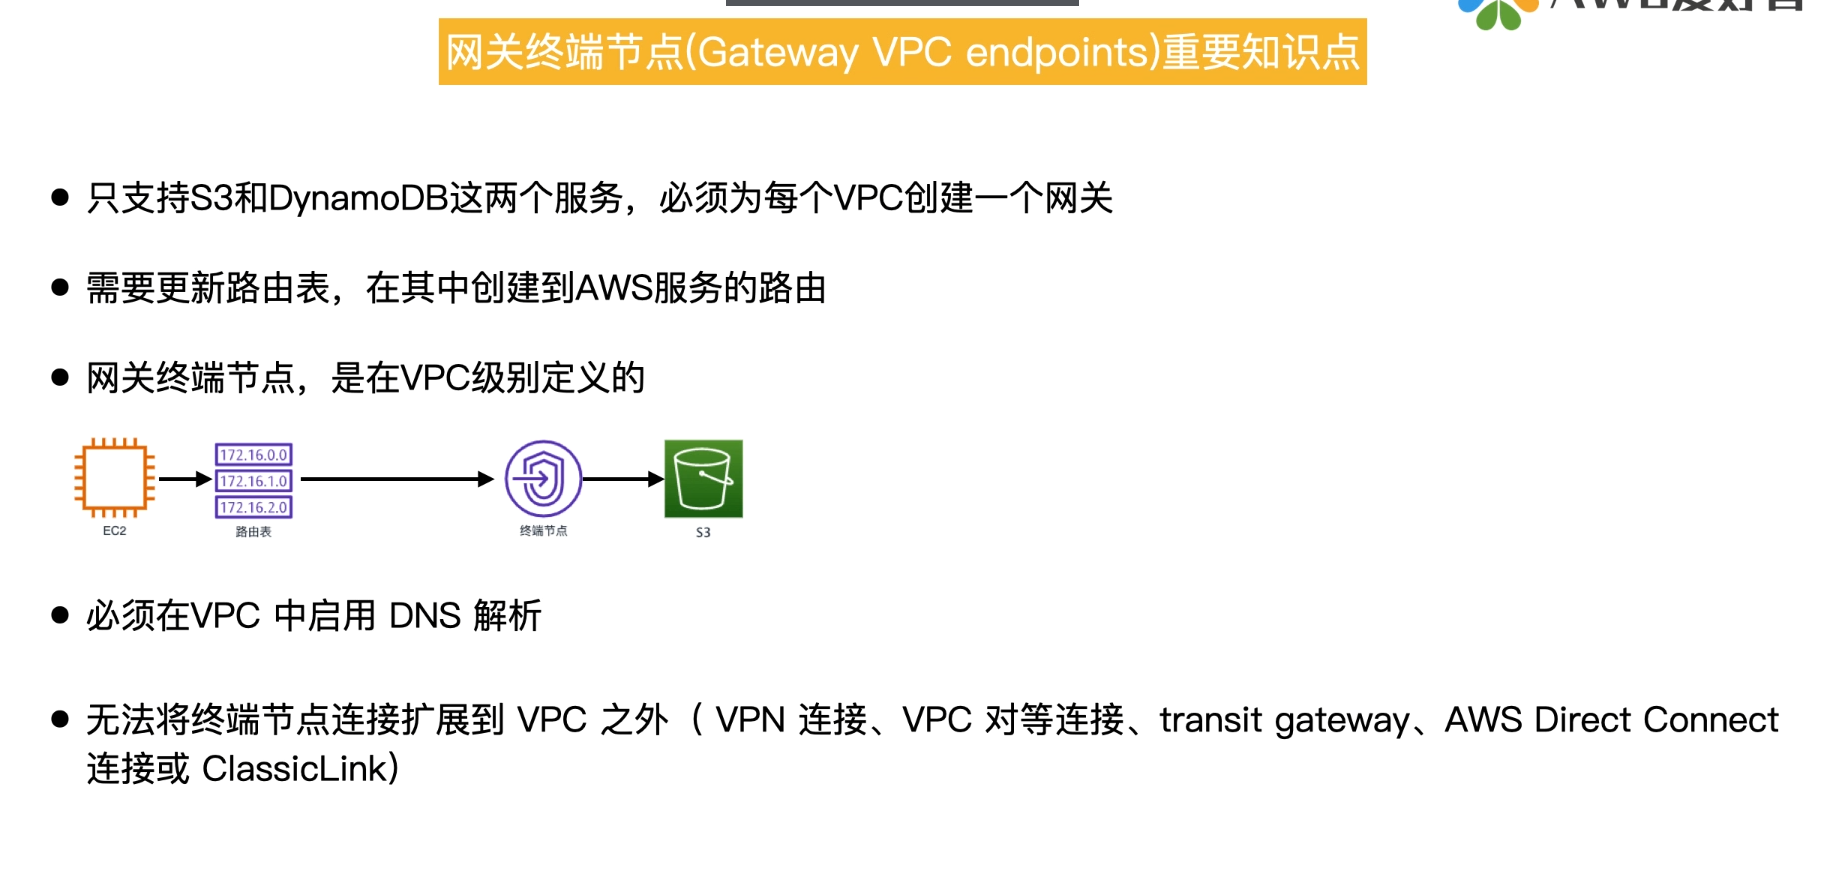 网关终端节点(Gateway VPC endpoints)重要知识点
只支持S3和DynamoDB这两个服务，必须为每个VPC创建一个网关
需要更新路由表，在其中创建到AWS服务的路由
网关终端节点，是在VPC级别定义的
172.16.0.0
172.16.1.0
172.16.2.0
EC2
路由表
终端节点
S3
必须在VPC 中启用 DNS 解析
无法将终端节点连接扩展到 VPC 之外（ VPN 连接、VPC 对等连接、transit gateway、AWS Direct Connect
连接或 ClassicLink）